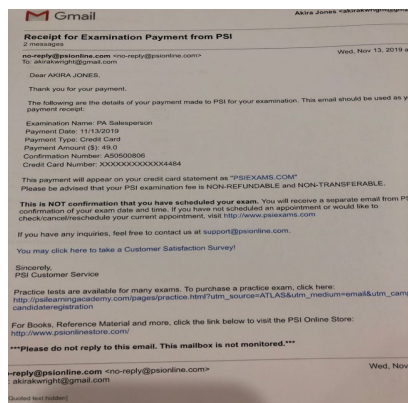 Gmail
Akira Jones
Receipt for Examination Payment from PSI
2 messages
no-reply@psionline.com <no-reply@psionline.com>
Wed, Nov 13, 2019 a
To: akirakwright@gmail.com
Dear AKIRA JONES,
Thank you for your payment.
The following are the details of your payment made to PSI for your examination. This email should be used as y
payment receipt:
Examination Name: PA Salesperson
Payment Date: 11/13/2019
Payment Type: Credit Card
Payment Amount ($): 49.0
Confirmation Number: A50500806
Credit Card Number: XXXXXXXXXXXX4484
This payment will appear on your credit card statement as "PSIEXAMS.COM"
Please be advised that your PSI examination fee is NON-REFUNDABLE and NON-TRANSFERABLE.
This is NOT confirmation that you have scheduled your exam. You will receive a separate email from PS
confirmation of your exam date and time. If you have not scheduled an appointment or would like to
check/cancel/reschedule your current appointment, visit http://www.psiexams.com
If you have any inquiries, feel free to contact us at support@psionline.com.
You may click here to take a Customer Satisfaction Survey!
Sincerely,
PSI Customer Service
Practice tests are available for many exams. To purchase a practice exam, click here:
http://psilearningacademy.com/pages/practice.html?utm_source=ATLAS&utm_medium=email&utm_camp
candidateregistration
For Books, Reference Material and more, click the link below to visit the PSI Online Store:
http://www.psionlinestore.com/
***Please do not reply to this email. This mailbox is not monitored.***
-reply@psionline.com <no-reply@psionline.com>
Wed, Nov
: akirakwright@gmail.com
[Quoted text hidden]